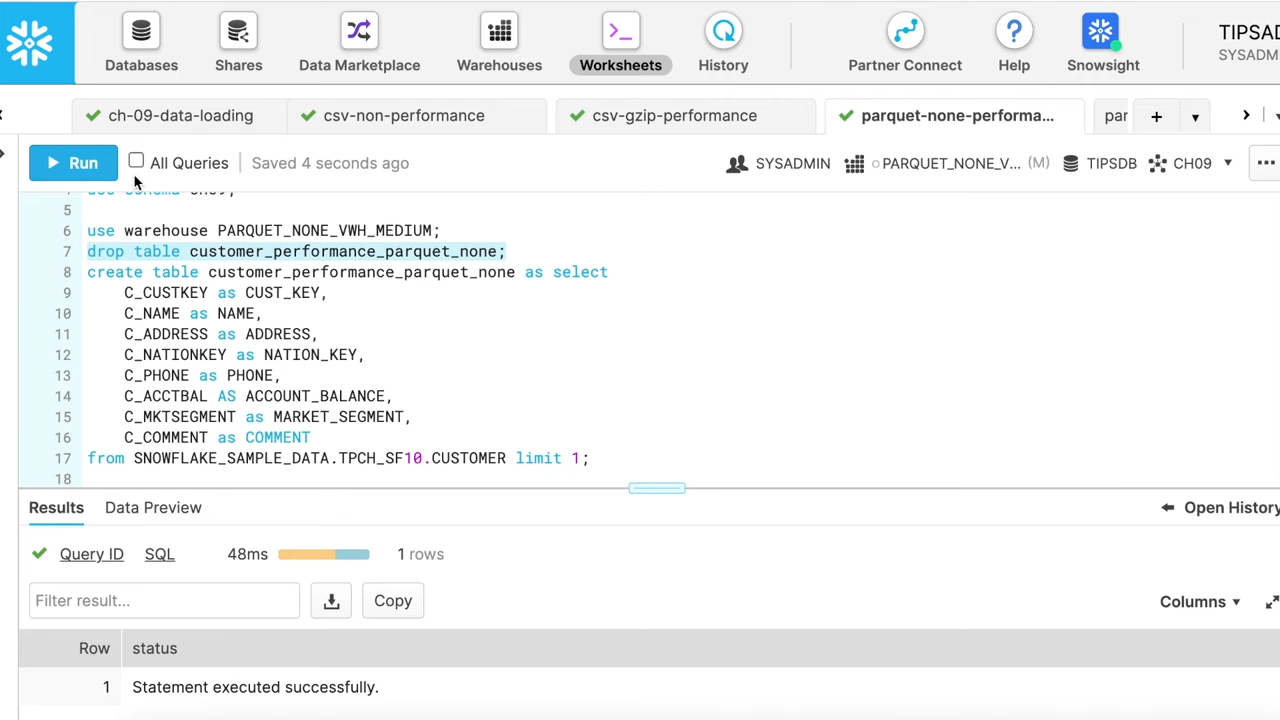 Databases Shares Data Marketplace Warehouses Worksheets History Partner Connect Help Snowsight TIPSAD
SYSADMI
ch-09-data-loading csv-non-performance csv-gzip-performance parquet-none-performa... par
Run All Queries Saved 4 seconds ago SYSADMIN PARQUET_NONE_V... (M) TIPSDB CH09
4 use schema CH09;
5
6 use warehouse PARQUET_NONE_VWH_MEDIUM;
7 drop table customer_performance_parquet_none;
8 create table customer_performance_parquet_none as select
9 C_CUSTKEY as CUST_KEY,
10 C_NAME as NAME,
11 C_ADDRESS as ADDRESS,
12 C_NATIONKEY as NATION_KEY,
13 C_PHONE as PHONE,
14 C_ACCTBAL AS ACCOUNT_BALANCE,
15 C_MKTSEGMENT as MARKET_SEGMENT,
16 C_COMMENT as COMMENT
17 from SNOWFLAKE_SAMPLE_DATA.TPCH_SF10.CUSTOMER limit 1;
18
Results Data Preview Open History
Query ID SQL 48ms 1 rows
Filter result... Copy Columns
Row status
1 Statement executed successfully.